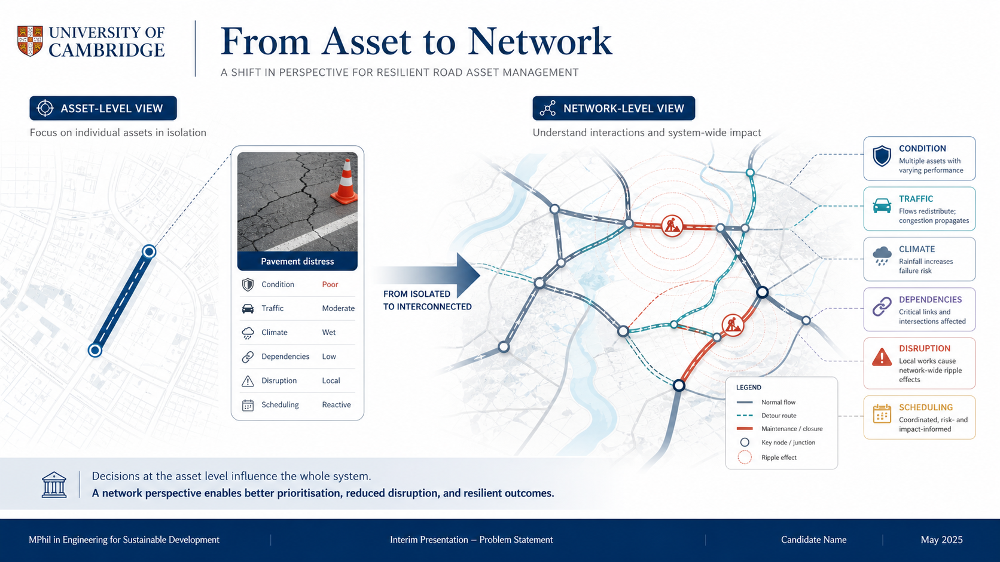 UNIVERSITY OF
CAMBRIDGE
From Asset to Network
A SHIFT IN PERSPECTIVE FOR RESILIENT ROAD ASSET MANAGEMENT
ASSET-LEVEL VIEW
Focus on individual assets in isolation
Pavement distress
Condition Poor
Traffic Moderate
Climate Wet
Dependencies Low
Disruption Local
Scheduling Reactive
FROM ISOLATED
TO INTERCONNECTED
NETWORK-LEVEL VIEW
Understand interactions and system-wide impact
CONDITION
Multiple assets with
varying performance
TRAFFIC
Flows redistribute;
congestion propagates
CLIMATE
Rainfall increases
failure risk
DEPENDENCIES
Critical links and
intersections affected
DISRUPTION
Local works cause
network-wide ripple
effects
SCHEDULING
Coordinated, risk- and
impact-informed
LEGEND
Normal flow
Detour route
Maintenance / closure
Key node / junction
Ripple effect
Decisions at the asset level influence the whole system.
A network perspective enables better prioritisation, reduced disruption, and resilient outcomes.
MPhil in Engineering for Sustainable Development
Interim Presentation – Problem Statement
Candidate Name
May 2025